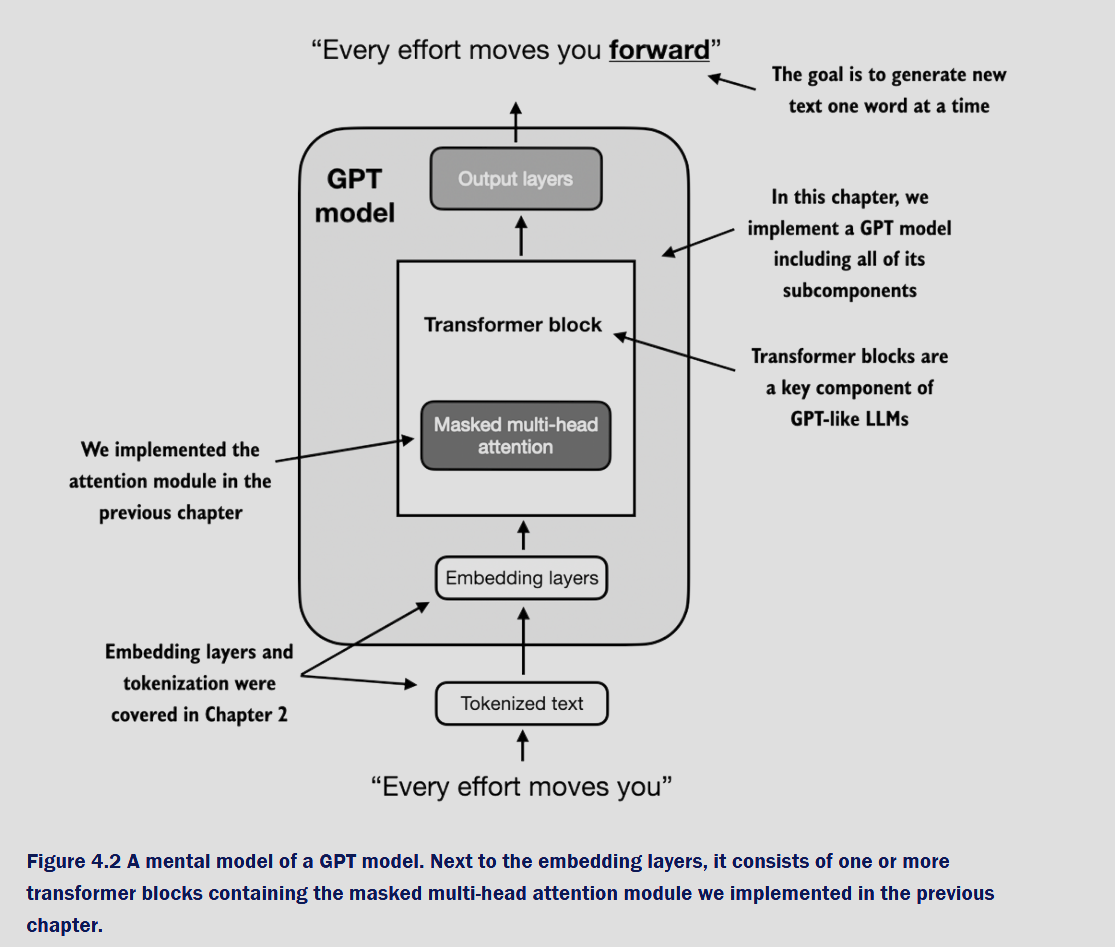 “Every effort moves you forward”
The goal is to generate new
text one word at a time
GPT
model
Output layers
In this chapter, we
implement a GPT model
including all of its
subcomponents
Transformer block
Transformer blocks are
a key component of
GPT-like LLMs
Masked multi-head
attention
We implemented the
attention module in the
previous chapter
Embedding layers
Embedding layers and
tokenization were
covered in Chapter 2
Tokenized text
“Every effort moves you”
Figure 4.2 A mental model of a GPT model. Next to the embedding layers, it consists of one or more
transformer blocks containing the masked multi-head attention module we implemented in the previous
chapter.